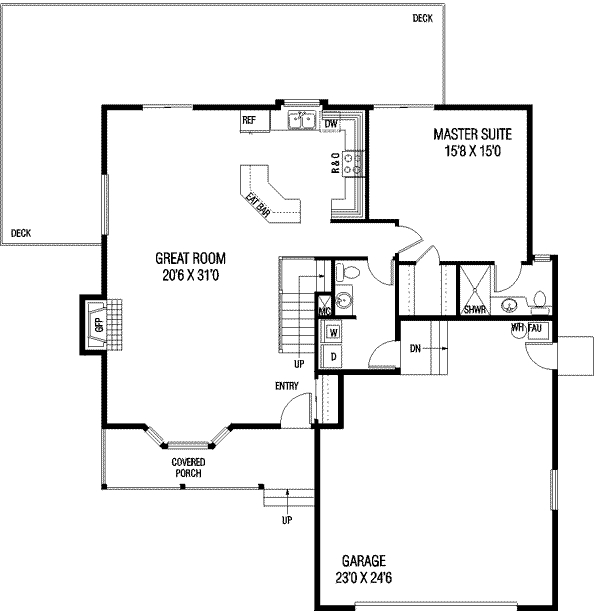 DECK
REF
DW
MASTER SUITE
15'8 X 15'0
R & O
EAT BAR
DECK
GREAT ROOM
20'6 X 31'0
MC
SHWR
GFP
W
WH
FAU
D
DN
UP
ENTRY
COVERED
PORCH
UP
GARAGE
23'0 X 24'6